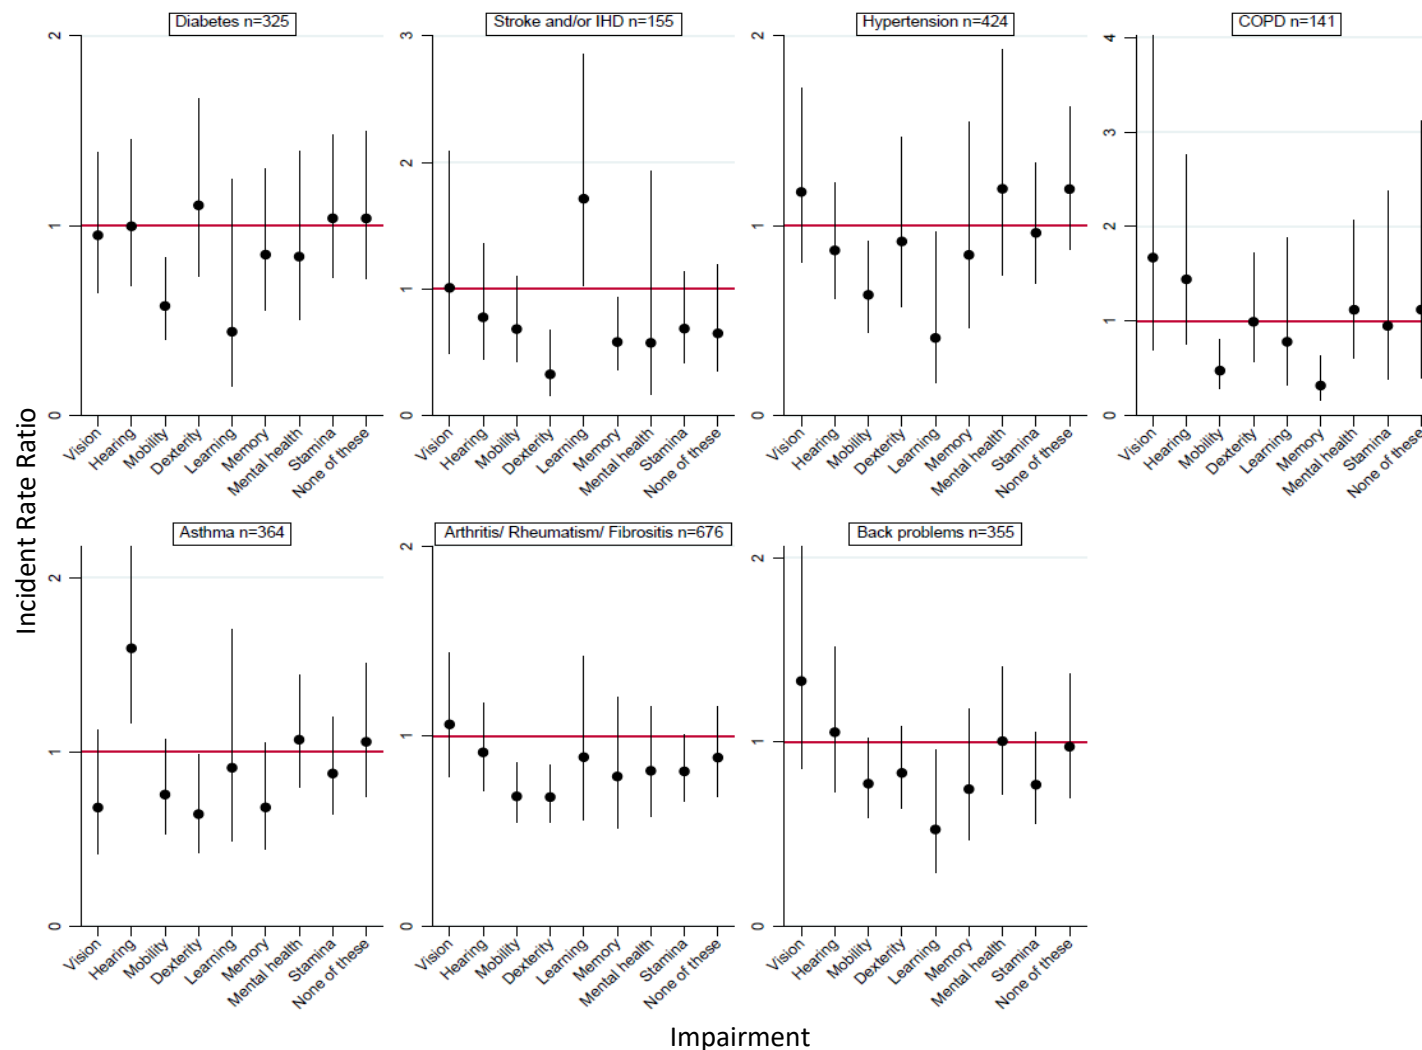 Diabetes n=325
Stroke and/or IHD n=155
Hypertension n=424
COPD n=141
2
1
0
3
2
1
0
2
1
0
4
3
2
1
0
Vision
Hearing
Mobility
Dexterity
Learning
Memory
Mental health
Stamina
None of these
Vision
Hearing
Mobility
Dexterity
Learning
Memory
Mental health
Stamina
None of these
Vision
Hearing
Mobility
Dexterity
Learning
Memory
Mental health
Stamina
None of these
Vision
Hearing
Mobility
Dexterity
Learning
Memory
Mental health
Stamina
None of these
Incident Rate Ratio
Asthma n=364
Arthritis/ Rheumatism/ Fibrositis n=676
Back problems n=355
2
1
0
2
1
0
2
1
0
Vision
Hearing
Mobility
Dexterity
Learning
Memory
Mental health
Stamina
None of these
Vision
Hearing
Mobility
Dexterity
Learning
Memory
Mental health
Stamina
None of these
Vision
Hearing
Mobility
Dexterity
Learning
Memory
Mental health
Stamina
None of these
Impairment